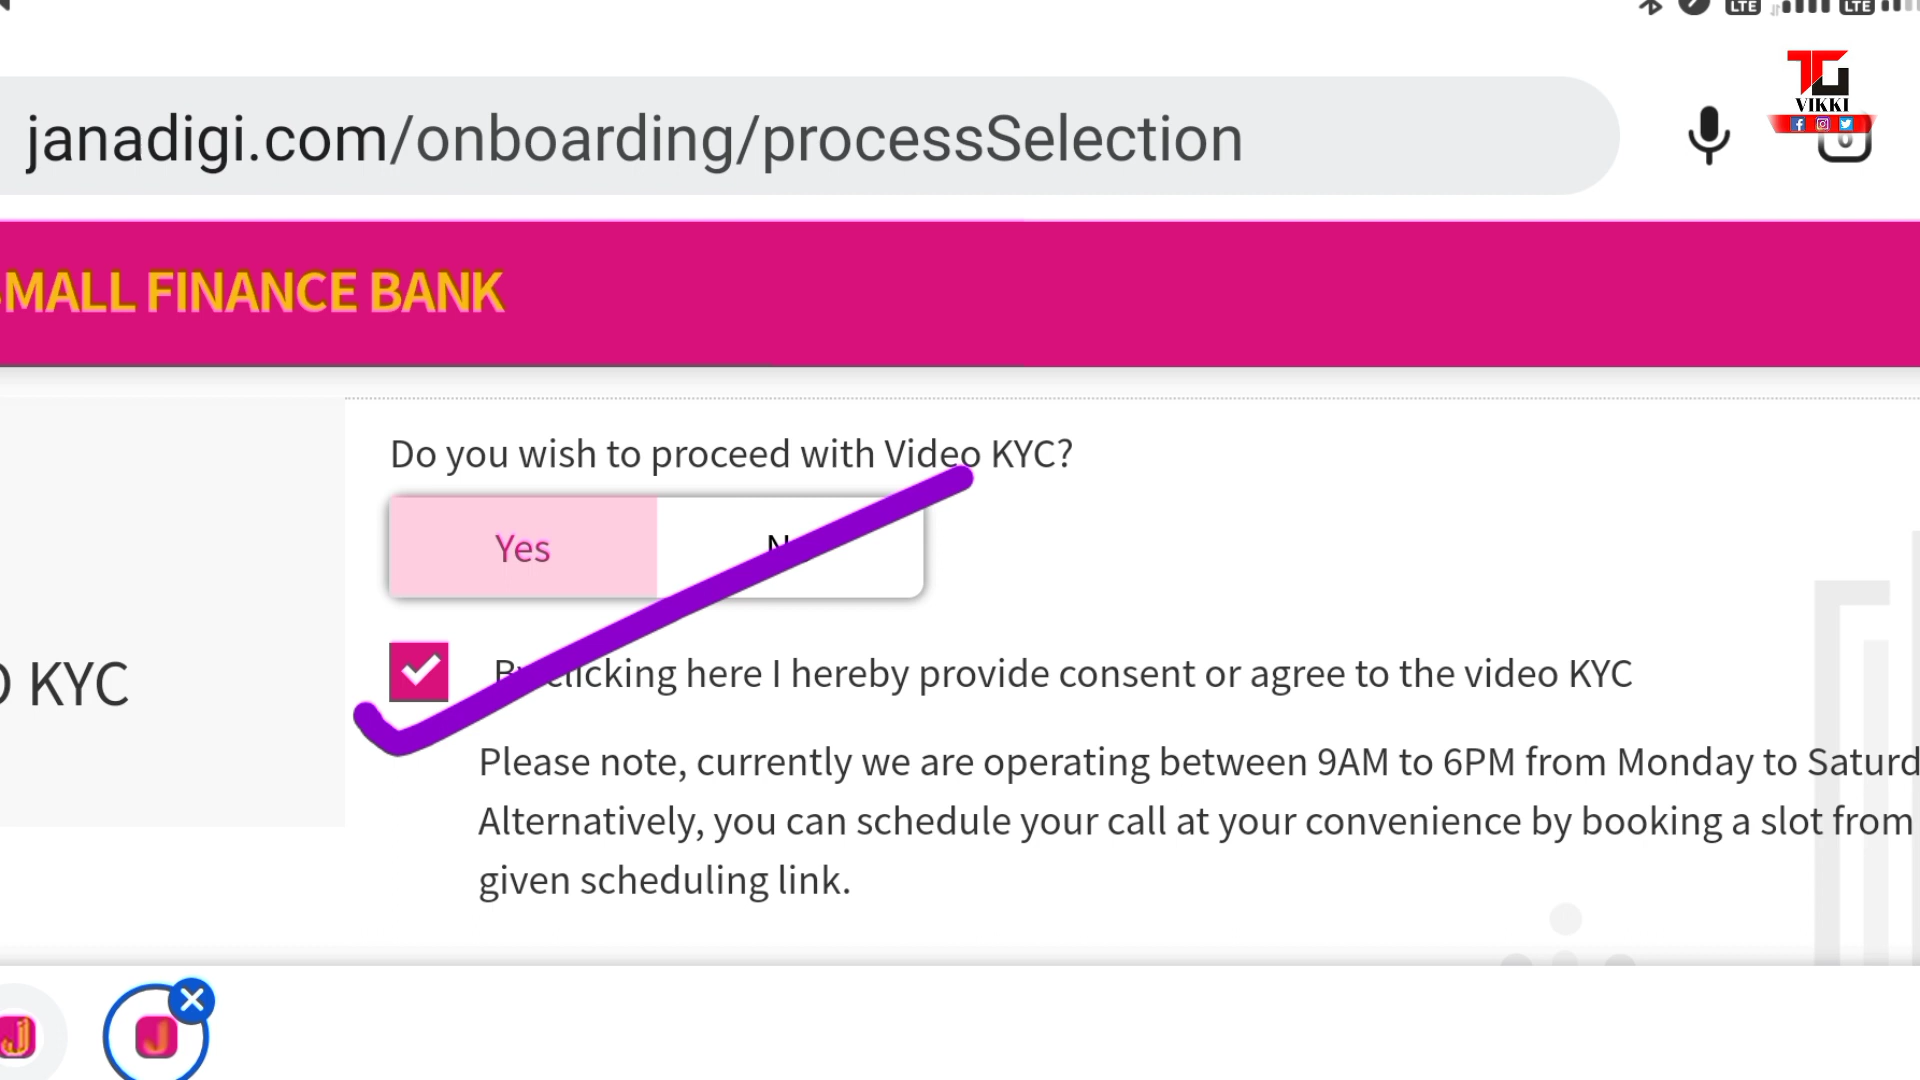 LTE LTE
VIKKI
janadigi.com/onboarding/processSelection
MALL FINANCE BANK
Do you wish to proceed with Video KYC?
Yes
KYC
clicking here I hereby provide consent or agree to the video KYC
Please note, currently we are operating between 9AM to 6PM from Monday to Saturd
Alternatively, you can schedule your call at your convenience by booking a slot from
given scheduling link.